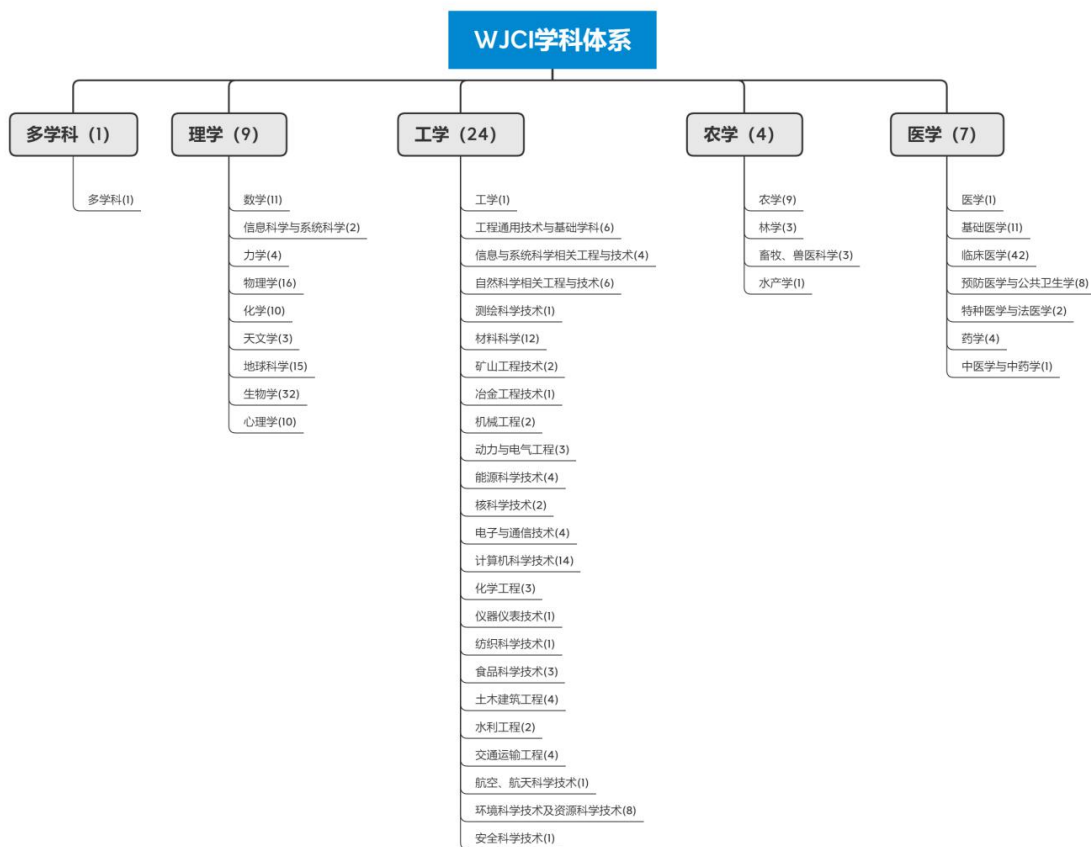 WJCI学科体系
多学科（1）
多学科(1)
理学（9）
数学(11)
信息科学与系统科学(2)
力学(4)
物理学(16)
化学(10)
天文学(3)
地球科学(15)
生物学(32)
心理学(10)
工学（24）
工学(1)
工程通用技术与基础学科(6)
信息与系统科学相关工程与技术(4)
自然科学相关工程与技术(6)
测绘科学技术(1)
材料科学(12)
矿山工程技术(2)
冶金工程技术(1)
机械工程(2)
动力与电气工程(3)
能源科学技术(4)
核科学技术(2)
电子与通信技术(4)
计算机科学技术(14)
化学工程(3)
仪器仪表技术(1)
纺织科学技术(1)
食品科学技术(3)
土木建筑工程(4)
水利工程(2)
交通运输工程(4)
航空、航天科学技术(1)
环境科学技术及资源科学技术(8)
安全科学技术(1)
农学（4）
农学(9)
林学(3)
畜牧、兽医科学(3)
水产学(1)
医学（7）
医学(1)
基础医学(11)
临床医学(42)
预防医学与公共卫生学(8)
特种医学与法医学(2)
药学(4)
中医学与中药学(1)